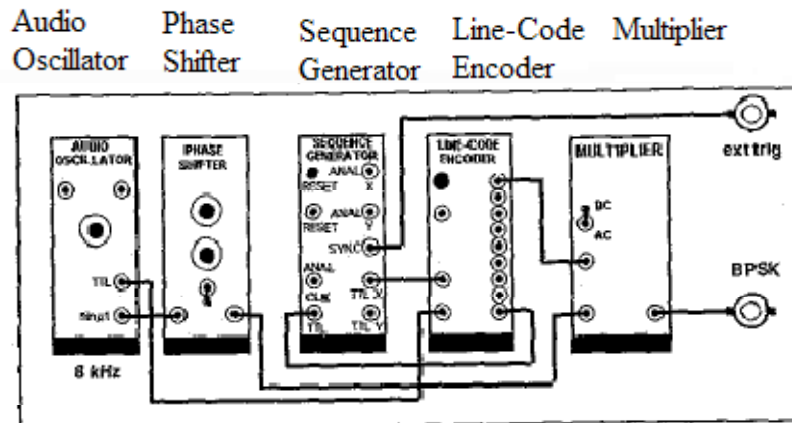 Audio Oscillator
Phase Shifter
Sequence Generator
Line-Code Encoder
Multiplier
AUDIO OSCILLATOR
PHASE SHIFTER
SEQUENCE GENERATOR
LINE-CODE ENCODER
MULTIPLIER
ext trig
ANAL
RESET X
ANAL
RESET Y
SYNC
DC
AC
BPSK
TTL
ANAL
CLK
TTL X
sin ωt
TTL
TTL Y
8 kHz